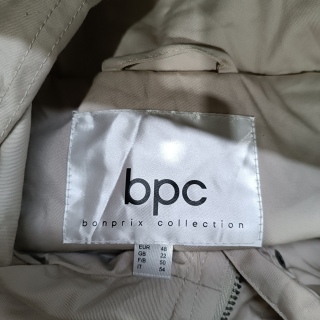 bpc
bonprix collection
EUR 48
GB 22
F/B 50
IT 54